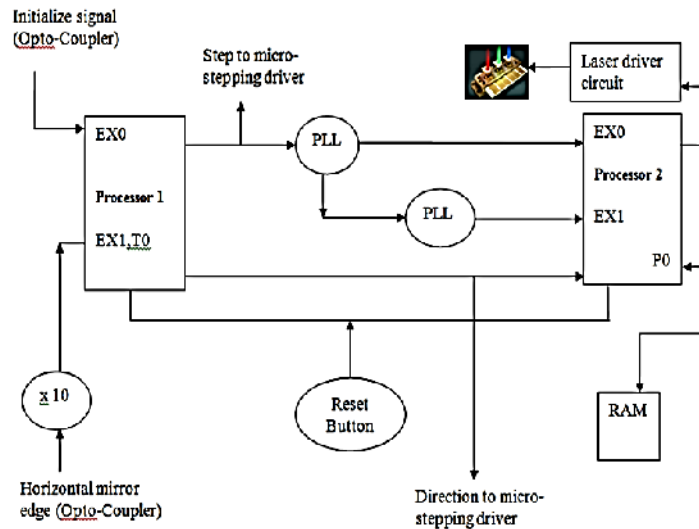 Initialize signal
(Opto-Coupler)
Step to micro-
stepping driver
Laser driver
circuit
EX0
Processor 1
EX1,T0
PLL
PLL
EX0
Processor 2
EX1
P0
x 10
Reset
Button
RAM
Horizontal mirror
edge (Opto-Coupler)
Direction to micro-
stepping driver